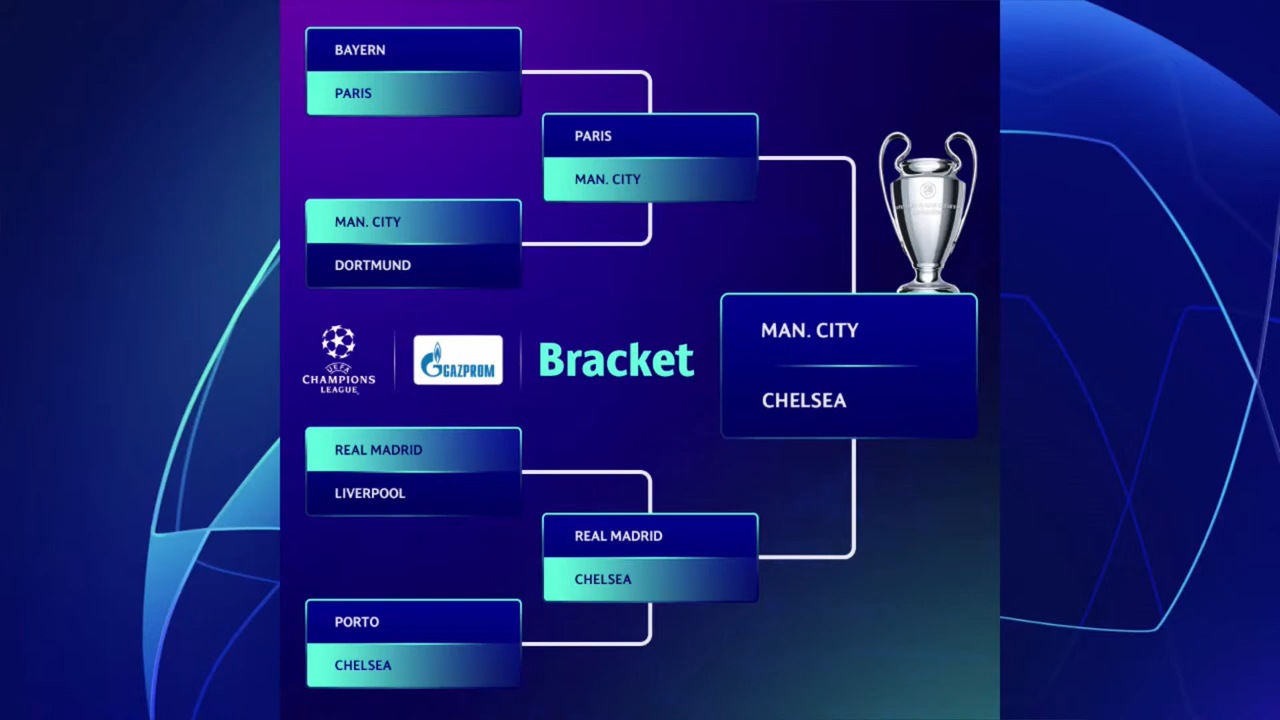 BAYERN
PARIS
PARIS
MAN. CITY
MAN. CITY
DORTMUND
UEFA
CHAMPIONS
LEAGUE
GAZPROM
Bracket
MAN. CITY
CHELSEA
REAL MADRID
LIVERPOOL
REAL MADRID
CHELSEA
PORTO
CHELSEA